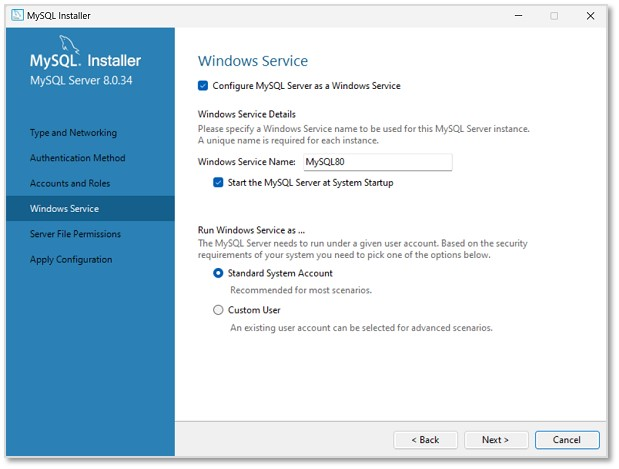 MySQL Installer
MySQL. Installer
MySQL Server 8.0.34
Type and Networking
Authentication Method
Accounts and Roles
Windows Service
Server File Permissions
Apply Configuration
Windows Service
Configure MySQL Server as a Windows Service
Windows Service Details
Please specify a Windows Service name to be used for this MySQL Server instance.
A unique name is required for each instance.
Windows Service Name: MySQL80
Start the MySQL Server at System Startup
Run Windows Service as ...
The MySQL Server needs to run under a given user account. Based on the security
requirements of your system you need to pick one of the options below.
Standard System Account
Recommended for most scenarios.
Custom User
An existing user account can be selected for advanced scenarios.
< Back
Next >
Cancel